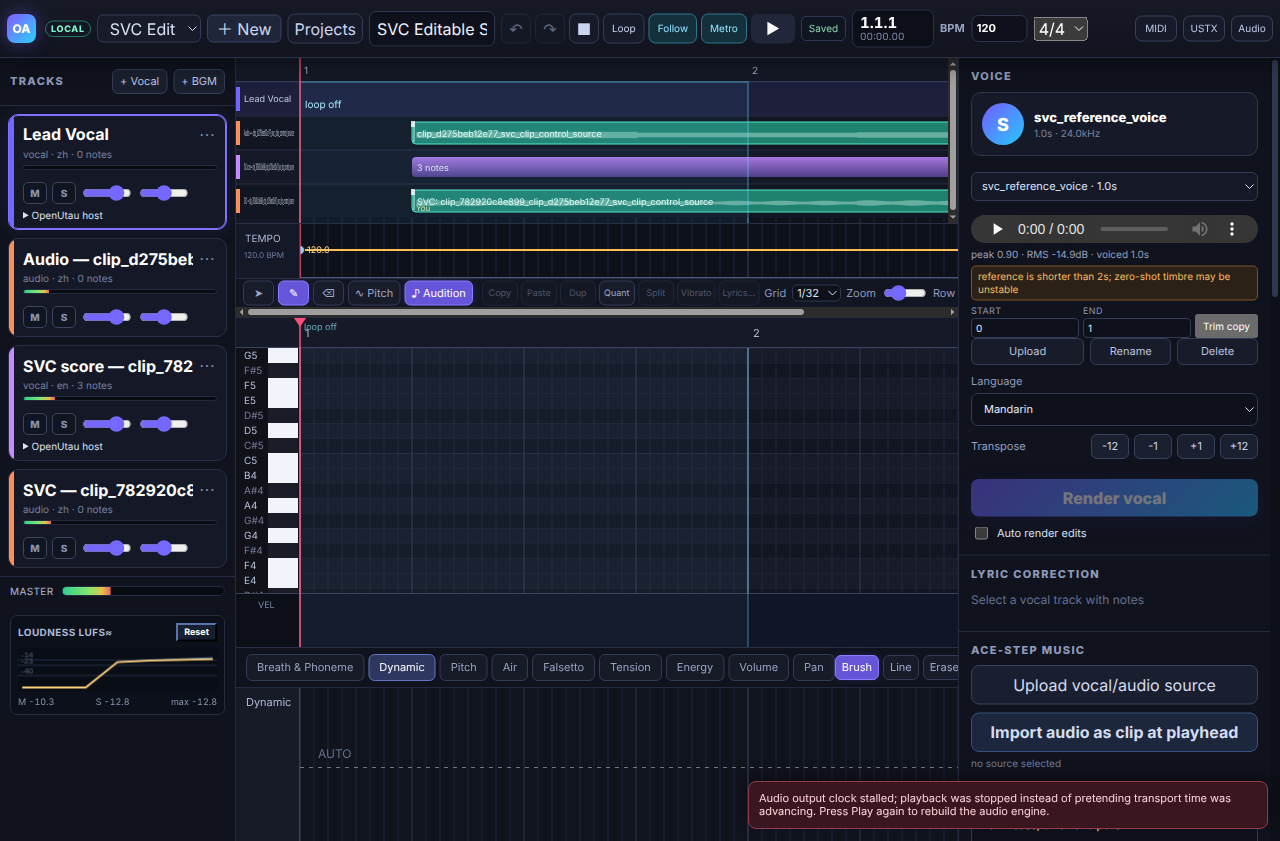 OA
LOCAL
SVC Edit
+ New
Projects
SVC Editable S
Loop
Follow
Metro
Saved
1.1.1
00:00.00
BPM
120
4/4
MIDI
USTX
Audio
TRACKS
+ Vocal
+ BGM
Lead Vocal
vocal · zh · 0 notes
M
S
OpenUtau host
Audio — clip_d275beb
audio · zh · 0 notes
M
S
SVC score — clip_782
vocal · en · 3 notes
M
S
OpenUtau host
SVC — clip_782920c8
audio · zh · 0 notes
M
S
MASTER
LOUDNESS LUFS≈
Reset
-14
-23
-40
M -10.3
S -12.8
max -12.8
1
2
Lead Vocal
loop off
clip_d275beb12e77_svc_clip_control_source
3 notes
SVC: clip_782920c8e899_clip_d275beb12e77_svc_clip_control_source
You
TEMPO
120.0 BPM
120.0
Pitch
Audition
Copy
Paste
Dup
Quant
Split
Vibrato
Lyrics...
Grid
1/32
Zoom
Row
loop off
1
2
G5
F#5
F5
E5
D#5
D5
C#5
C5
B4
A#4
A4
G#4
G4
F#4
F4
E4
VEL
Breath & Phoneme
Dynamic
Pitch
Air
Falsetto
Tension
Energy
Volume
Pan
Brush
Line
Erase
Dynamic
AUTO
VOICE
S
svc_reference_voice
1.0s · 24.0kHz
svc_reference_voice · 1.0s
0:00 / 0:00
peak 0.90 · RMS -14.9dB · voiced 1.0s
reference is shorter than 2s; zero-shot timbre may be
unstable
START
END
0
1
Trim copy
Upload
Rename
Delete
Language
Mandarin
Transpose
-12
-1
+1
+12
Render vocal
Auto render edits
LYRIC CORRECTION
Select a vocal track with notes
ACE-STEP MUSIC
Upload vocal/audio source
Import audio as clip at playhead
no source selected
Audio output clock stalled; playback was stopped instead of pretending transport time was
advancing. Press Play again to rebuild the audio engine.